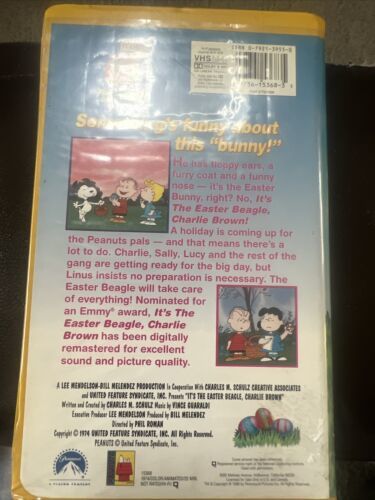 ISBN 0-7921-3955-8
VHS
Something's funny about
this "bunny!"
He has floppy ears, a
furry coat and a funny
nose — it's the Easter
Bunny, right? No, It's
The Easter Beagle,
Charlie Brown!
A holiday is coming up for
the Peanuts pals — and that means there's
a lot to do. Charlie, Sally, Lucy and the rest of the
gang are getting ready for the big day, but
Linus insists no preparation is necessary. The
Easter Beagle will take care
of everything! Nominated for
an Emmy award, It's The
Easter Beagle, Charlie
Brown has been digitally
remastered for excellent
sound and picture quality.
A LEE MENDELSON-BILL MELENDEZ PRODUCTION In Cooperation With CHARLES M. SCHULZ CREATIVE ASSOCIATES
and UNITED FEATURE SYNDICATE, INC. Presents "IT'S THE EASTER BEAGLE, CHARLIE BROWN"
Written and Created by CHARLES M. SCHULZ Music by VINCE GUARALDI
Executive Producer LEE MENDELSON Produced by BILL MELENDEZ
Directed by PHIL ROMAN
Copyright © 1974 UNITED FEATURE SYNDICATE, INC. All Rights Reserved.
PEANUTS © United Feature Syndicate, Inc.
15368
NOT RATED